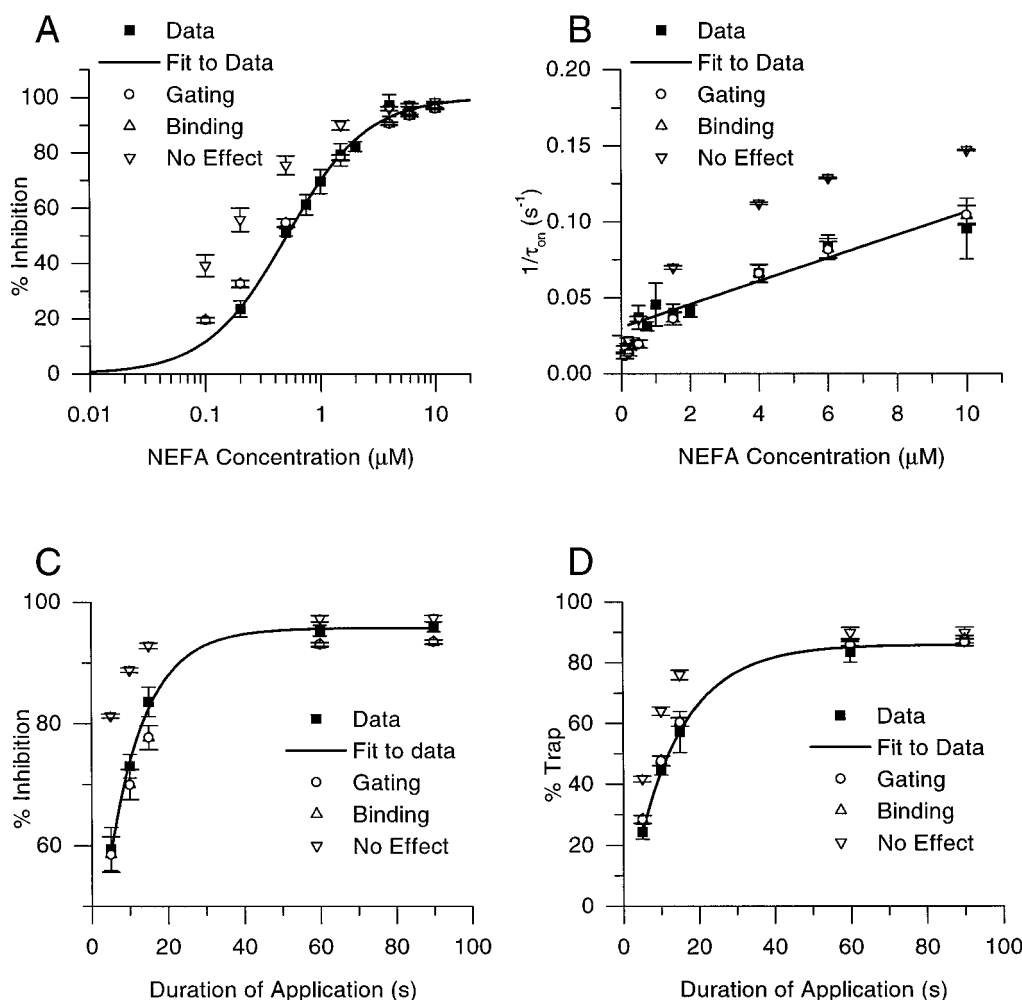 A
Data
Fit to Data
Gating
Binding
No Effect
100
80
60
40
20
0
% Inhibition
0.01
0.1
1
10
NEFA Concentration (μM)
B
Data
Fit to Data
Gating
Binding
No Effect
0.20
0.15
0.10
0.05
0.00
1/τon (s-1)
0
2
4
6
8
10
NEFA Concentration (μM)
C
100
80
60
% Inhibition
Data
Fit to data
Gating
Binding
No Effect
0
20
40
60
80
100
Duration of Application (s)
D
100
80
60
40
20
0
% Trap
Data
Fit to Data
Gating
Binding
No Effect
0
20
40
60
80
100
Duration of Application (s)